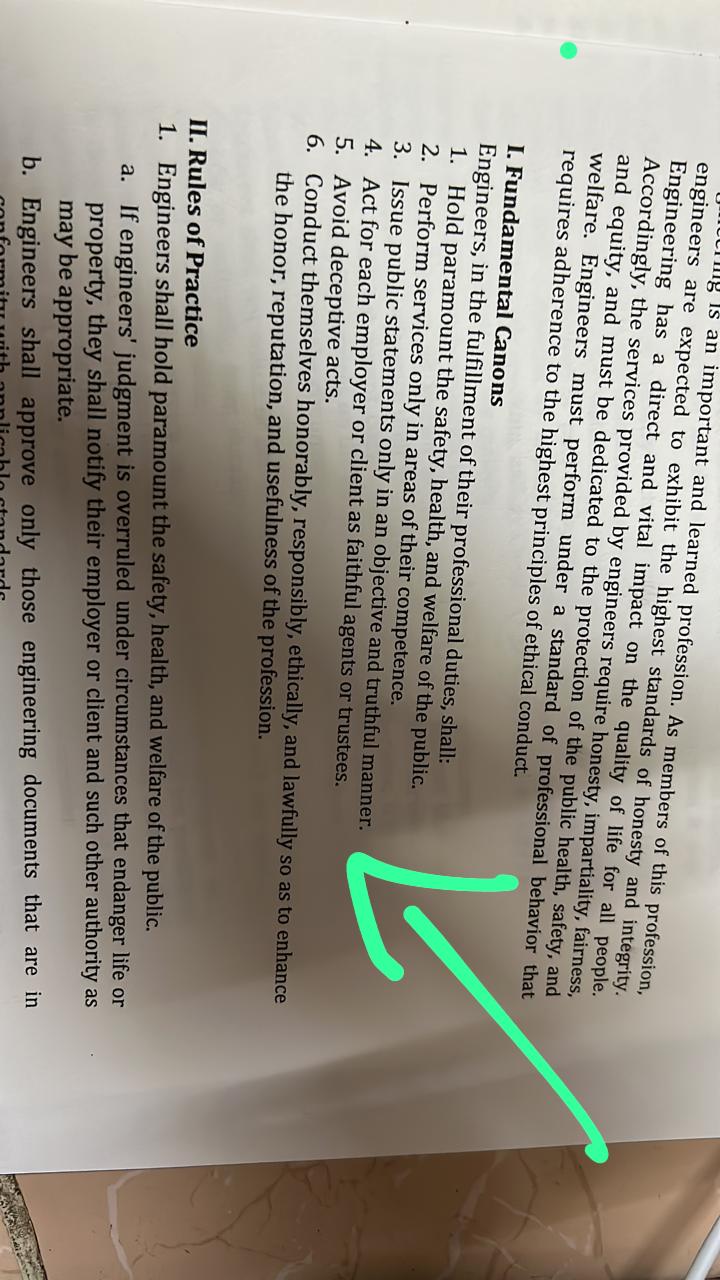 is an important and learned profession. As members of this profession,
engineers are expected to exhibit the highest standards of honesty and integrity.
Engineering has a direct and vital impact on the quality of life for all people.
Accordingly, the services provided by engineers require honesty, impartiality, fairness,
and equity, and must be dedicated to the protection of the public health, safety, and
welfare. Engineers must perform under a standard of professional behavior that
requires adherence to the highest principles of ethical conduct.
I. Fundamental Canons
Engineers, in the fulfillment of their professional duties, shall:
1. Hold paramount the safety, health, and welfare of the public.
2. Perform services only in areas of their competence.
3. Issue public statements only in an objective and truthful manner.
4. Act for each employer or client as faithful agents or trustees.
5. Avoid deceptive acts.
6. Conduct themselves honorably, responsibly, ethically, and lawfully so as to enhance
the honor, reputation, and usefulness of the profession.
II. Rules of Practice
1. Engineers shall hold paramount the safety, health, and welfare of the public.
a. If engineers' judgment is overruled under circumstances that endanger life or
property, they shall notify their employer or client and such other authority as
may be appropriate.
b. Engineers shall approve only those engineering documents that are in
conformity with applicable standards